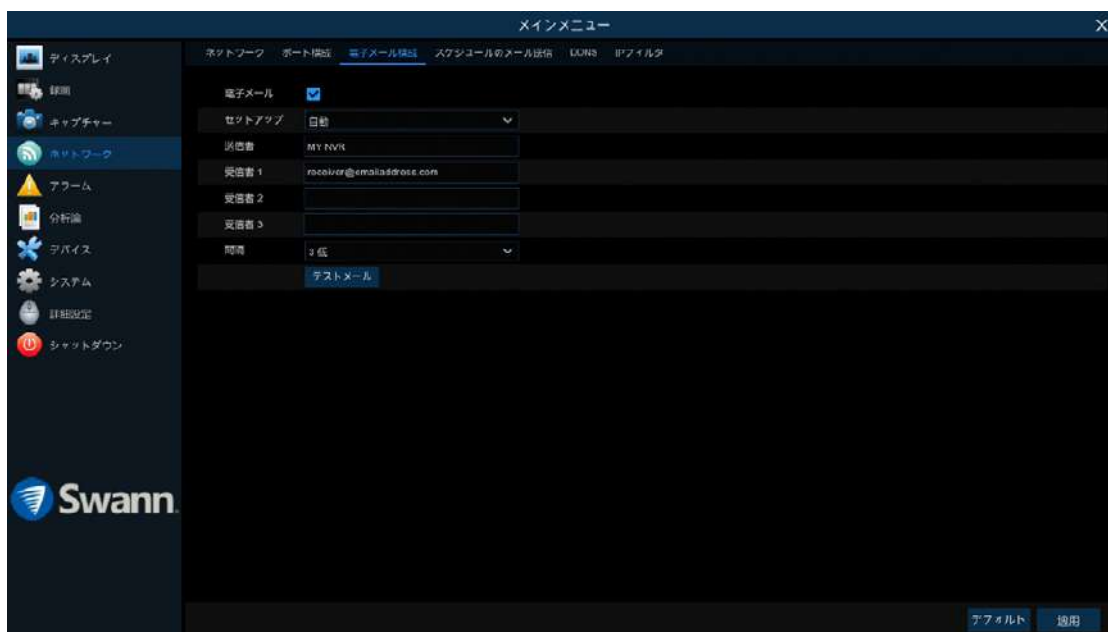 メインメニュー X
ディスプレイ
録画
キャプチャー
ネットワーク
アラーム
分析論
デバイス
システム
詳細設定
シャットダウン
Swann.
ネットワーク ポート構成 電子メール構成 スケジュールのメール送信 DDNS IPフィルタ
電子メール
セットアップ 自動
送信者 MY NVR
受信者 1 receiver@emailaddress.com
受信者 2
受信者 3
間隔 3 低
テストメール
デフォルト 適用